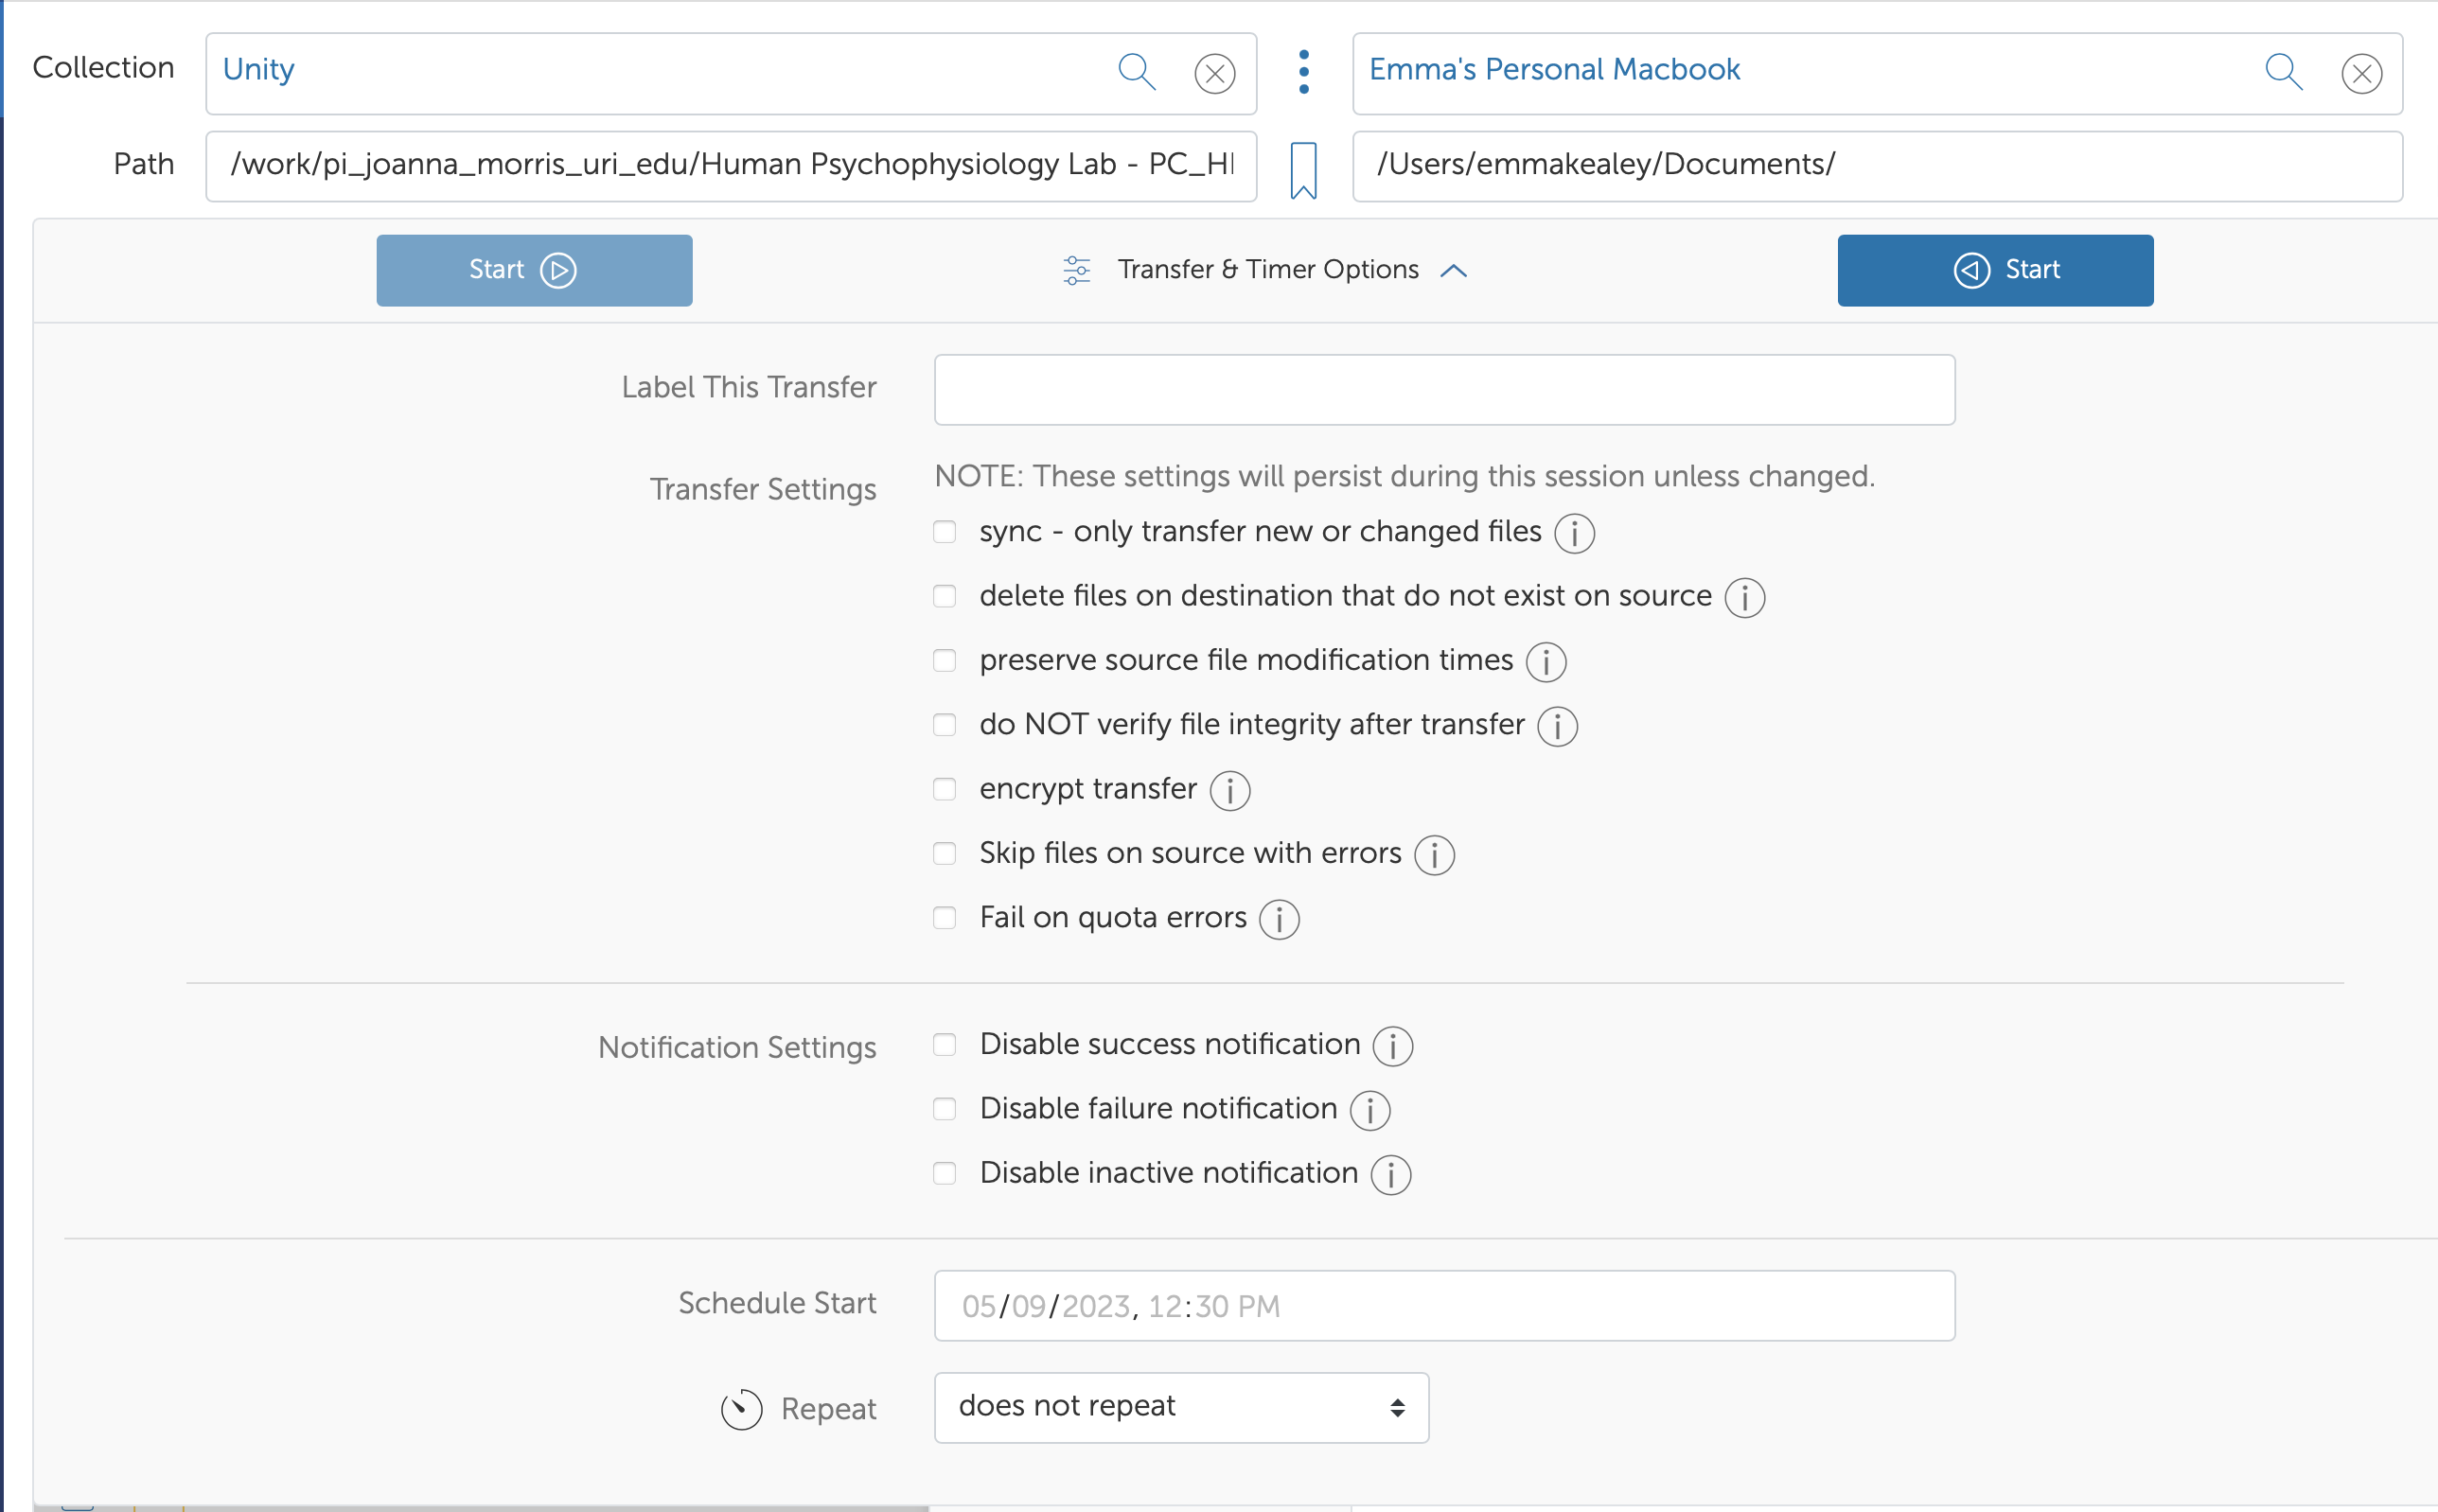 Collection Unity Emma's Personal Macbook
Path /work/pi_joanna_morris_uri_edu/Human Psychophysiology Lab - PC_H /Users/emmakealey/Documents/
Start Transfer & Timer Options Start
Label This Transfer
Transfer Settings NOTE: These settings will persist during this session unless changed.
sync - only transfer new or changed files
delete files on destination that do not exist on source
preserve source file modification times
do NOT verify file integrity after transfer
encrypt transfer
Skip files on source with errors
Fail on quota errors
Notification Settings Disable success notification
Disable failure notification
Disable inactive notification
Schedule Start 05/09/2023, 12:30 PM
Repeat does not repeat